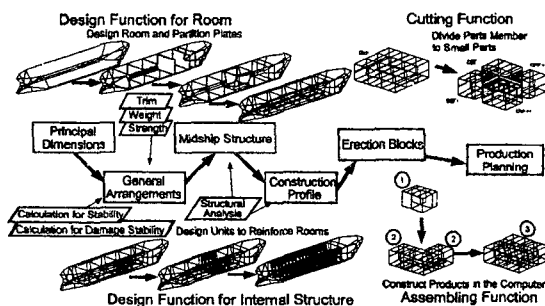 Design Function for Room
Design Room and Partition Plates
Cutting Function
Divide Parts Member
to Small Parts
Trim
Weight
Strength
Principal
Dimensions
Midship Structure
Erection Blocks
Production
Planning
General
Arrangements
Structural
Analysis
Construction
Profile
Calculation for Stability
Calculation for Damage Stability
Design Units to Reinforce Rooms
1
2
2
3
Construct Products in the Computer
Design Function for Internal Structure
Assembling Function